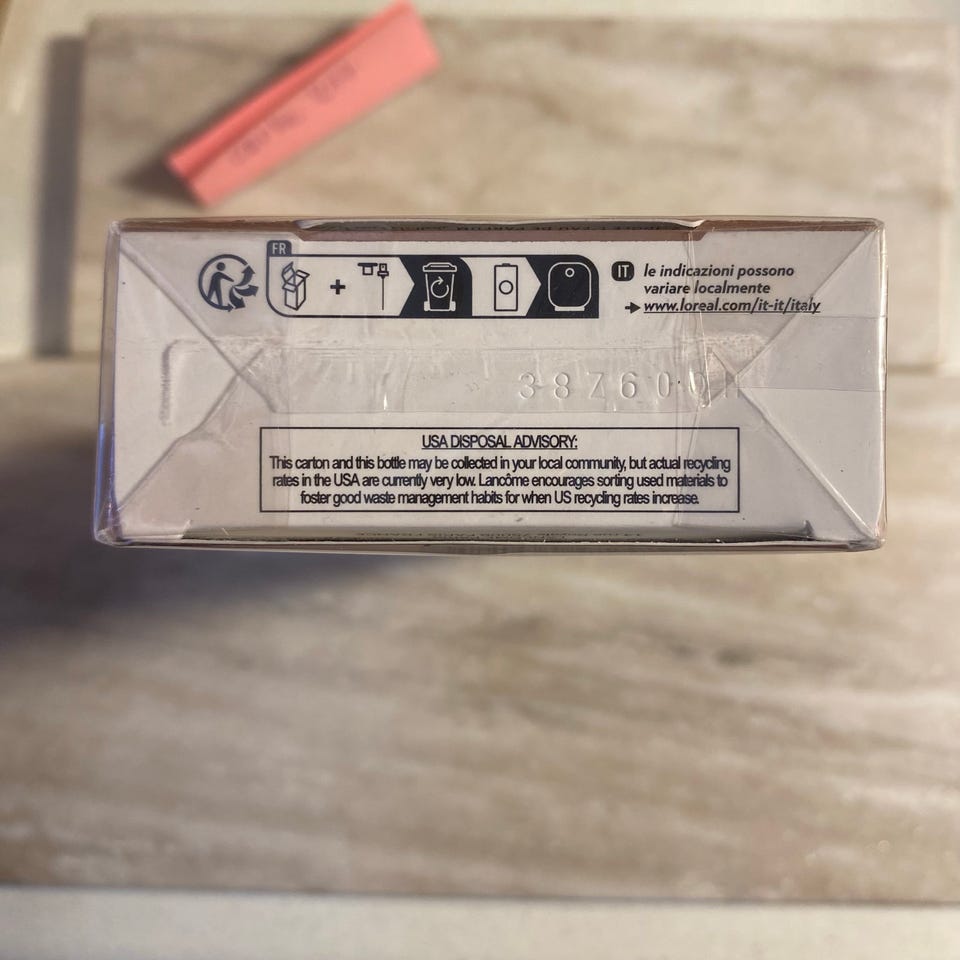 FR
IT le indicazioni possono
variare localmente
www.loreal.com/it-it/italy
38Z60
USA DISPOSAL ADVISORY:
This carton and this bottle may be collected in your local community, but actual recycling
rates in the USA are currently very low. Lancôme encourages sorting used materials to
foster good waste management habits for when US recycling rates increase.